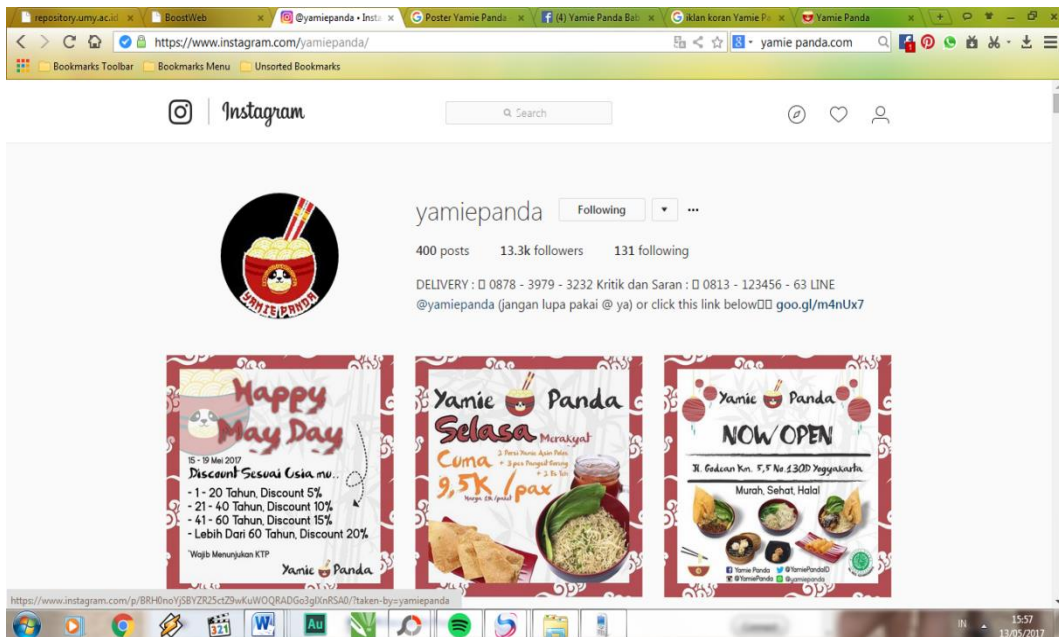 repository.umy.ac.id
BoostWeb
@yamiepanda • Insta
Poster Yamie Panda
(4) Yamie Panda Bab
iklan koran Yamie Pa
Yamie Panda
https://www.instagram.com/yamiepanda/
yamie panda.com
Bookmarks Toolbar
Bookmarks Menu
Unsorted Bookmarks
Instagram
Search
yamiepanda
Following
400 posts 13.3k followers 131 following
DELIVERY : 0878 - 3979 - 3232 Kritik dan Saran : 0813 - 123456 - 63 LINE
@yamiepanda (jangan lupa pakai @ ya) or click this link below goo.gl/m4nUx7
YAMIE PANDA
Happy
May Day
15 - 19 Mei 2017
Discount Sesuai Usia mu..
- 1 - 20 Tahun, Discount 5%
- 21 - 40 Tahun, Discount 10%
- 41 - 60 Tahun, Discount 15%
- Lebih Dari 60 Tahun, Discount 20%
*Wajib Menunjukan KTP
Yamie Panda
Yamie Panda
Selasa Merakyat
Cuma
9,5K /pax
Yamie Panda
NOW OPEN
Jl. Godean Km. 5,5 No.130D Yogyakarta
Murah, Sehat, Halal
Yamie Panda @YamiePandaID
@YamiePanda @yamiepanda
https://www.instagram.com/p/BRH0noYjSBYZR25ctZ9wKuWOQRADGo3glXnRSA0/?taken-by=yamiepanda
321
W
Au
IN
15:57
13/05/2017